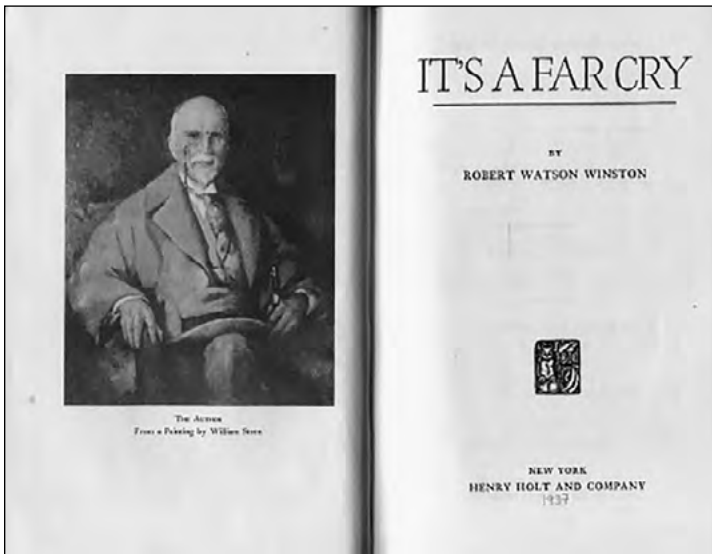 THE AUTHOR
From a Painting by William Steene
IT'S A FAR CRY
BY
ROBERT WATSON WINSTON
NEW YORK
HENRY HOLT AND COMPANY
1937